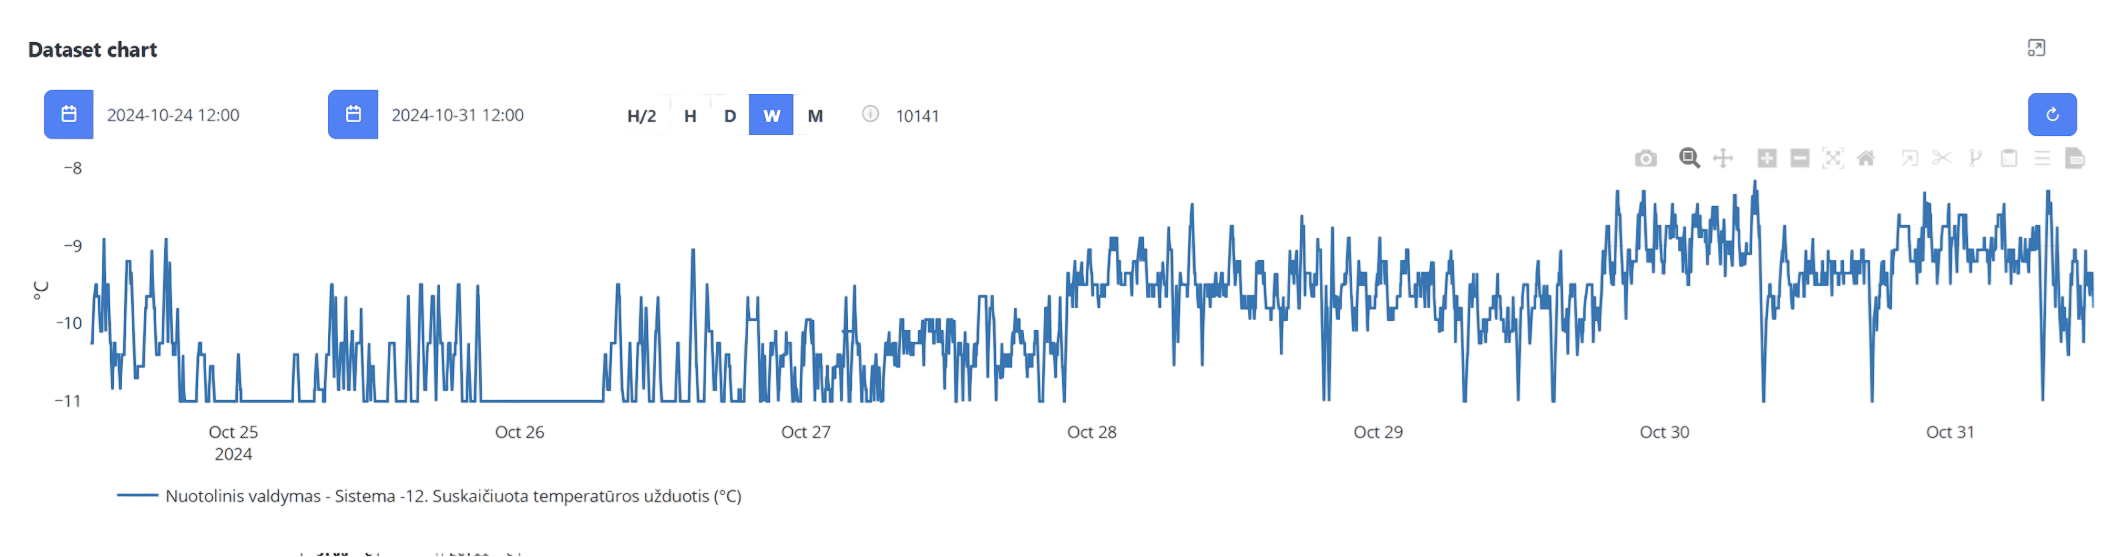 Dataset chart
2024-10-24 12:00 2024-10-31 12:00 H/2 H D W M 10141
−8
−9
−10
−11
°C
Oct 25 Oct 26 Oct 27 Oct 28 Oct 29 Oct 30 Oct 31
2024
Nuotolinis valdymas - Sistema -12. Suskaičiuota temperatūros užduotis (°C)